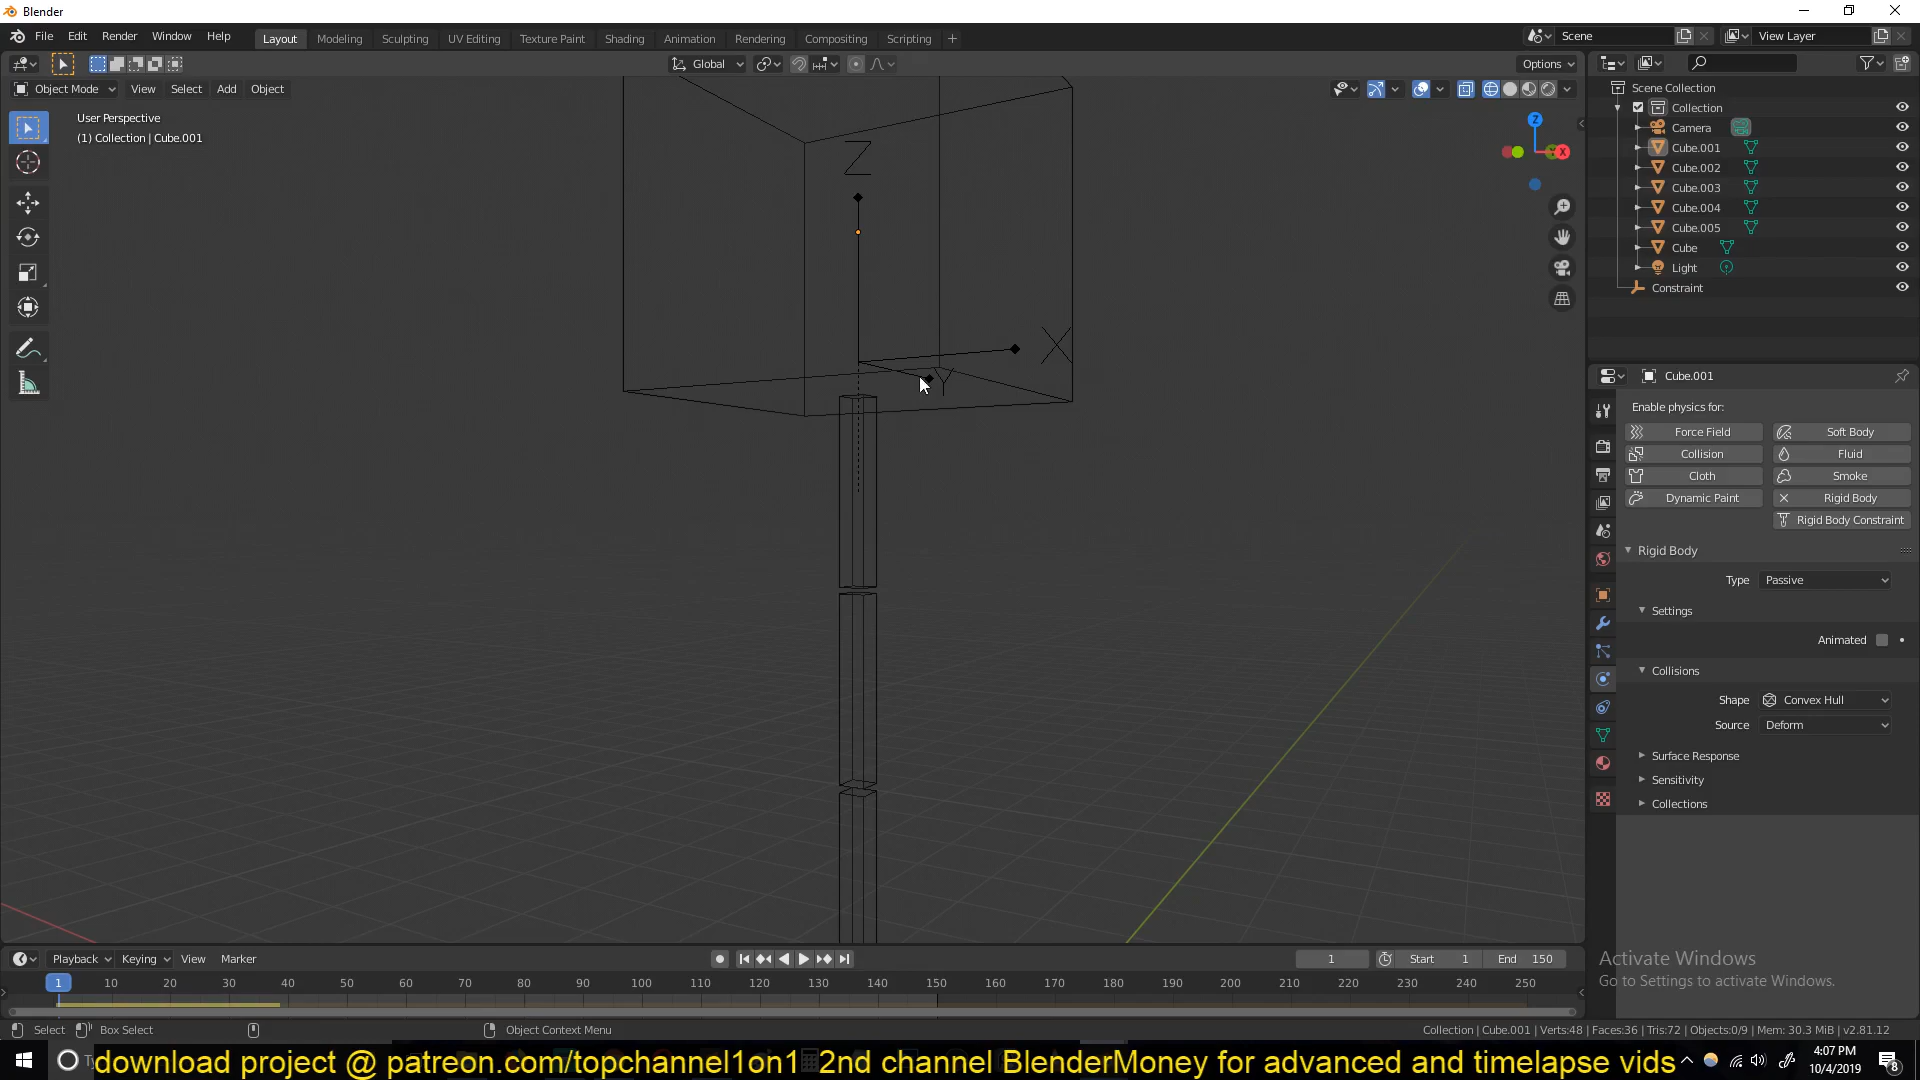 Blender
File Edit Render Window Help
Layout Modeling Sculpting UV Editing Texture Paint Shading Animation Rendering Compositing Scripting +
Scene
View Layer
Global
Options
Object Mode View Select Add Object
User Perspective
(1) Collection | Cube.001
Z
X
Y
Z
X
Scene Collection
Collection
Camera
Cube.001
Cube.002
Cube.003
Cube.004
Cube.005
Cube
Light
Constraint
Cube.001
Enable physics for:
Force Field Soft Body
Collision Fluid
Cloth Smoke
Dynamic Paint Rigid Body
Rigid Body Constraint
Rigid Body
Type Passive
Settings
Animated
Collisions
Shape Convex Hull
Source Deform
Surface Response
Sensitivity
Collections
Activate Windows
Go to Settings to activate Windows.
Playback Keying View Marker
1 Start 1 End 150
1 10 20 30 40 50 60 70 80 90 100 110 120 130 140 150 160 170 180 190 200 210 220 230 240 250
Select Box Select Object Context Menu
Collection | Cube.001 | Verts:48 | Faces:36 | Tris:72 | Objects:0/9 | Mem: 30.3 MiB | v2.81.12
download project @ patreon.com/topchannel1on1 2nd channel BlenderMoney for advanced and timelapse vids
4:07 PM
10/4/2019
8